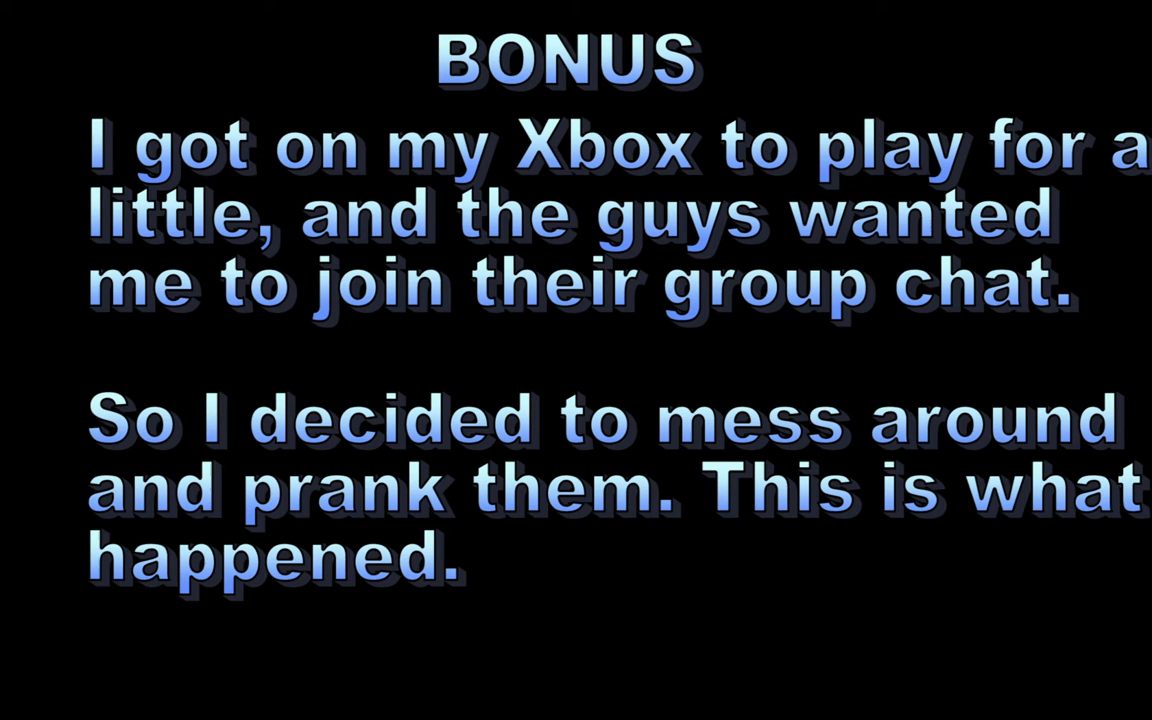 BONUS
I got on my Xbox to play for a
little, and the guys wanted
me to join their group chat.
So I decided to mess around
and prank them. This is what
happened.